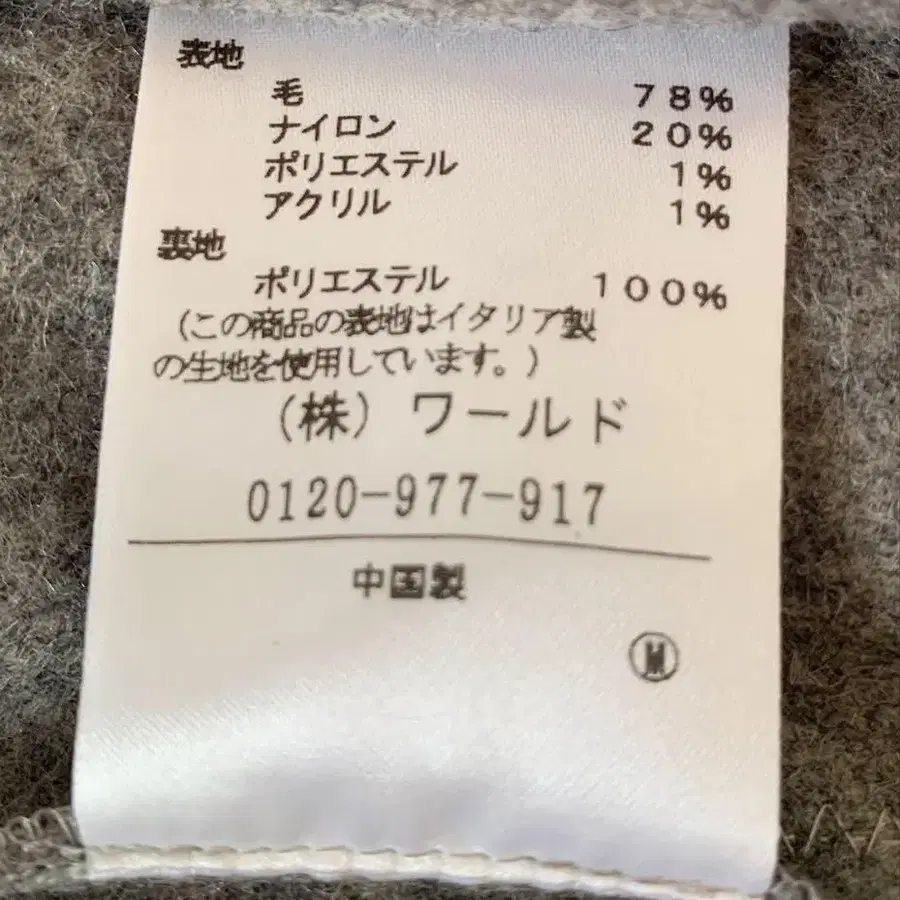 表地
毛 78%
ナイロン 20%
ポリエステル 1%
アクリル 1%
裏地
ポリエステル 100%
(この商品の表地はイタリア製
の生地を使用しています。)
(株) ワールド
0120-977-917
中国製
Ⓜ